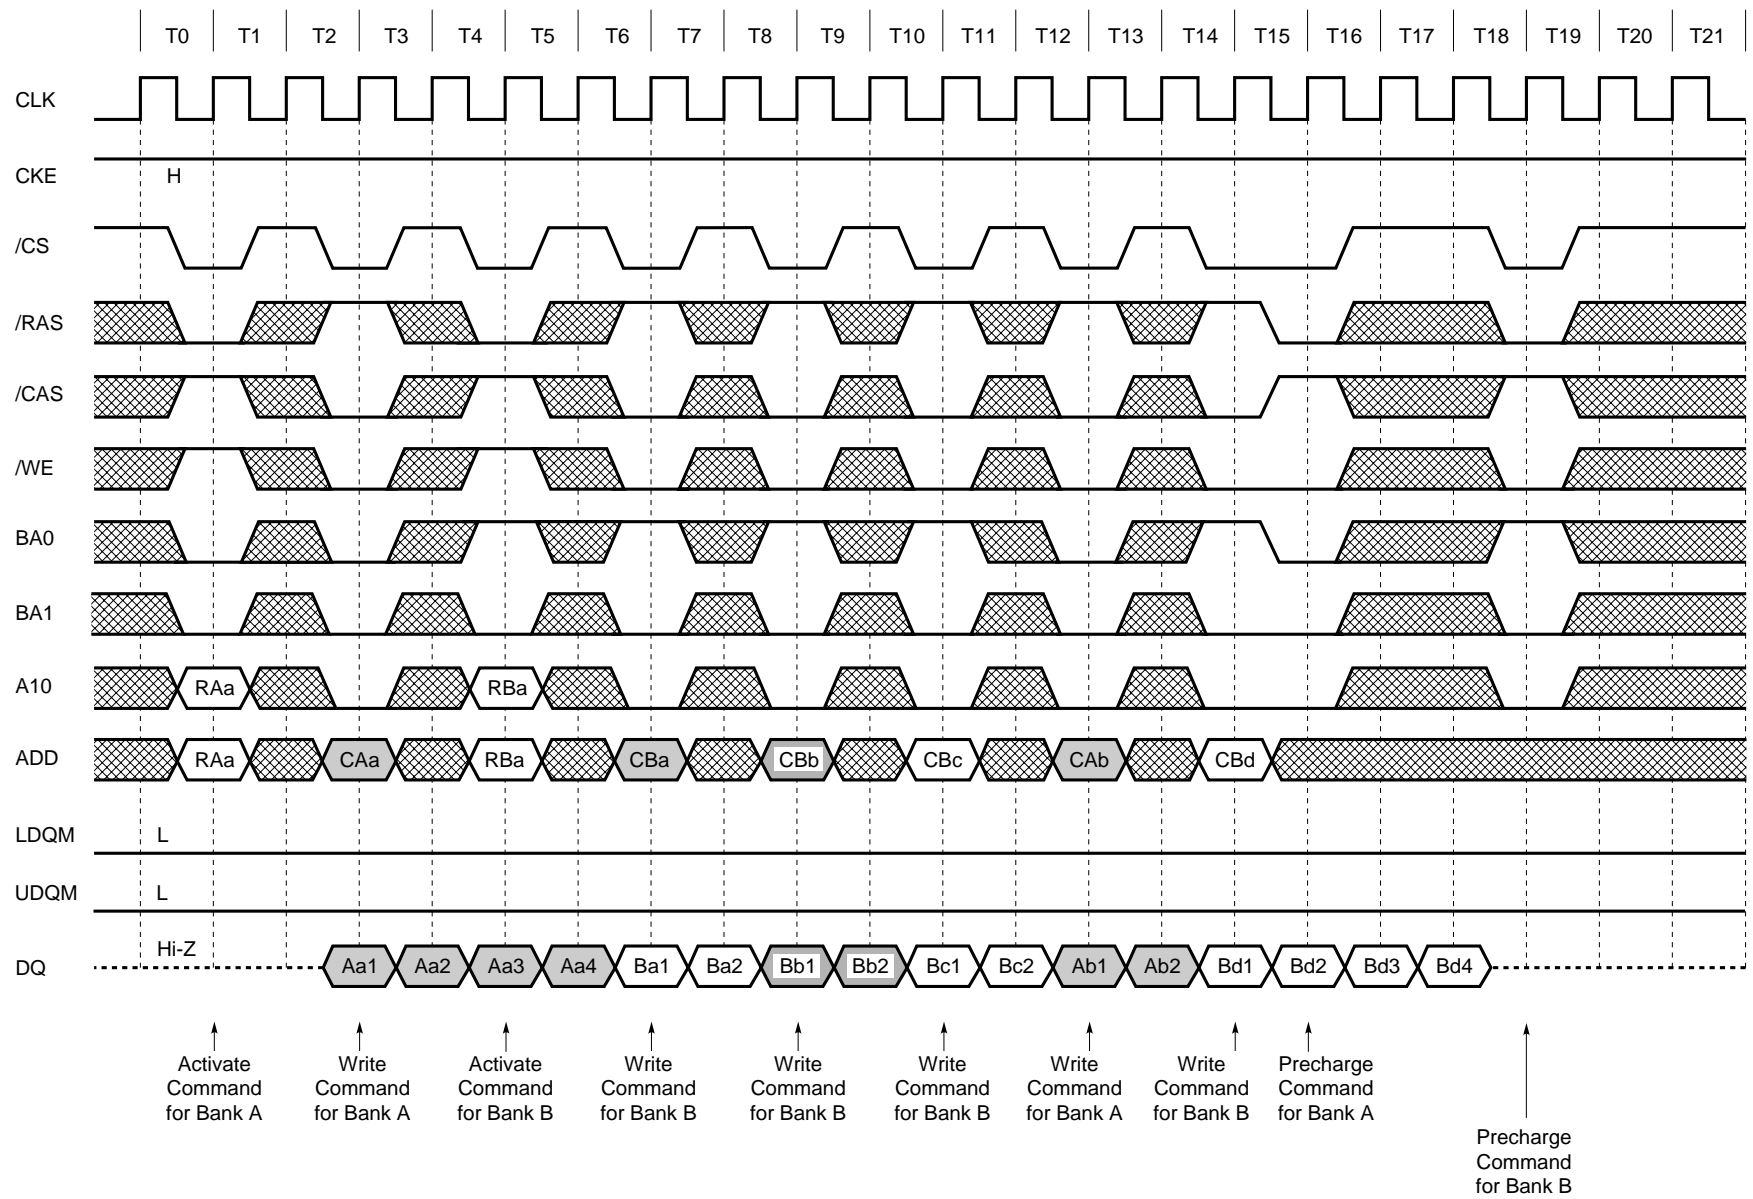 T0 T1 T2 T3 T4 T5 T6 T7 T8 T9 T10 T11 T12 T13 T14 T15 T16 T17 T18 T19 T20 T21
CLK
CKE H
/CS
/RAS
/CAS
/WE
BA0
BA1
A10 RAa RBa
ADD RAa CAa RBa CBa CBb CBc CAb CBd
LDQM L
UDQM L
DQ Hi-Z Aa1 Aa2 Aa3 Aa4 Ba1 Ba2 Bb1 Bb2 Bc1 Bc2 Ab1 Ab2 Bd1 Bd2 Bd3 Bd4
Activate
Command
for Bank A
Write
Command
for Bank A
Activate
Command
for Bank B
Write
Command
for Bank B
Write
Command
for Bank B
Write
Command
for Bank B
Write
Command
for Bank A
Write
Command
for Bank B
Precharge
Command
for Bank A
Precharge
Command
for Bank B